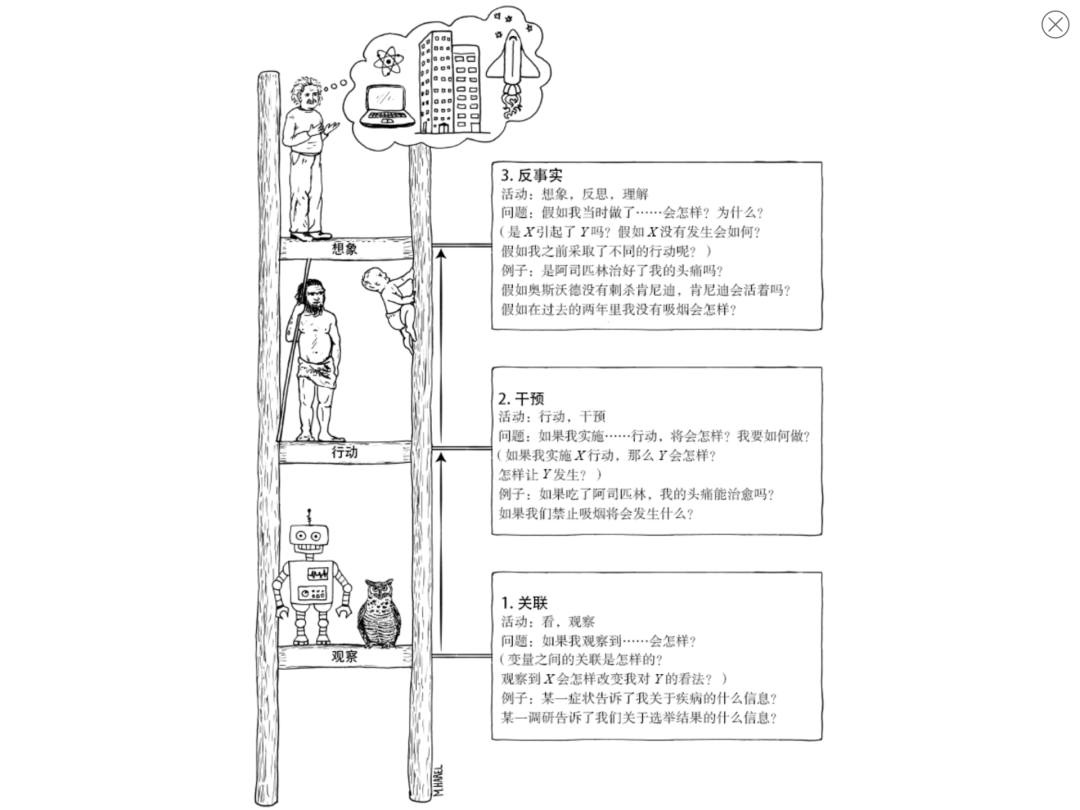 3. 反事实
活动：想象，反思，理解
问题：假如我当时做了……会怎样？为什么？
（是 X 引起了 Y 吗？假如 X 没有发生会如何？
假如我之前采取了不同的行动呢？）
例子：是阿司匹林治好了我的头痛吗？
假如奥斯沃德没有刺杀肯尼迪，肯尼迪会活着吗？
假如在过去的两年里我没有吸烟会怎样？
想象
2. 干预
活动：行动，干预
问题：如果我实施……行动，将会怎样？我要如何做？
（如果我实施 X 行动，那么 Y 会怎样？
怎样让 Y 发生？）
例子：如果吃了阿司匹林，我的头痛能治愈吗？
如果我们禁止吸烟将会发生什么？
行动
1. 关联
活动：看，观察
问题：如果我观察到……会怎样？
（变量之间的关联是怎样的？
观察到 X 会怎样改变我对 Y 的看法？）
例子：某一症状告诉了我关于疾病的什么信息？
某一调研告诉了我们关于选举结果的什么信息？
观察
M.HAREL